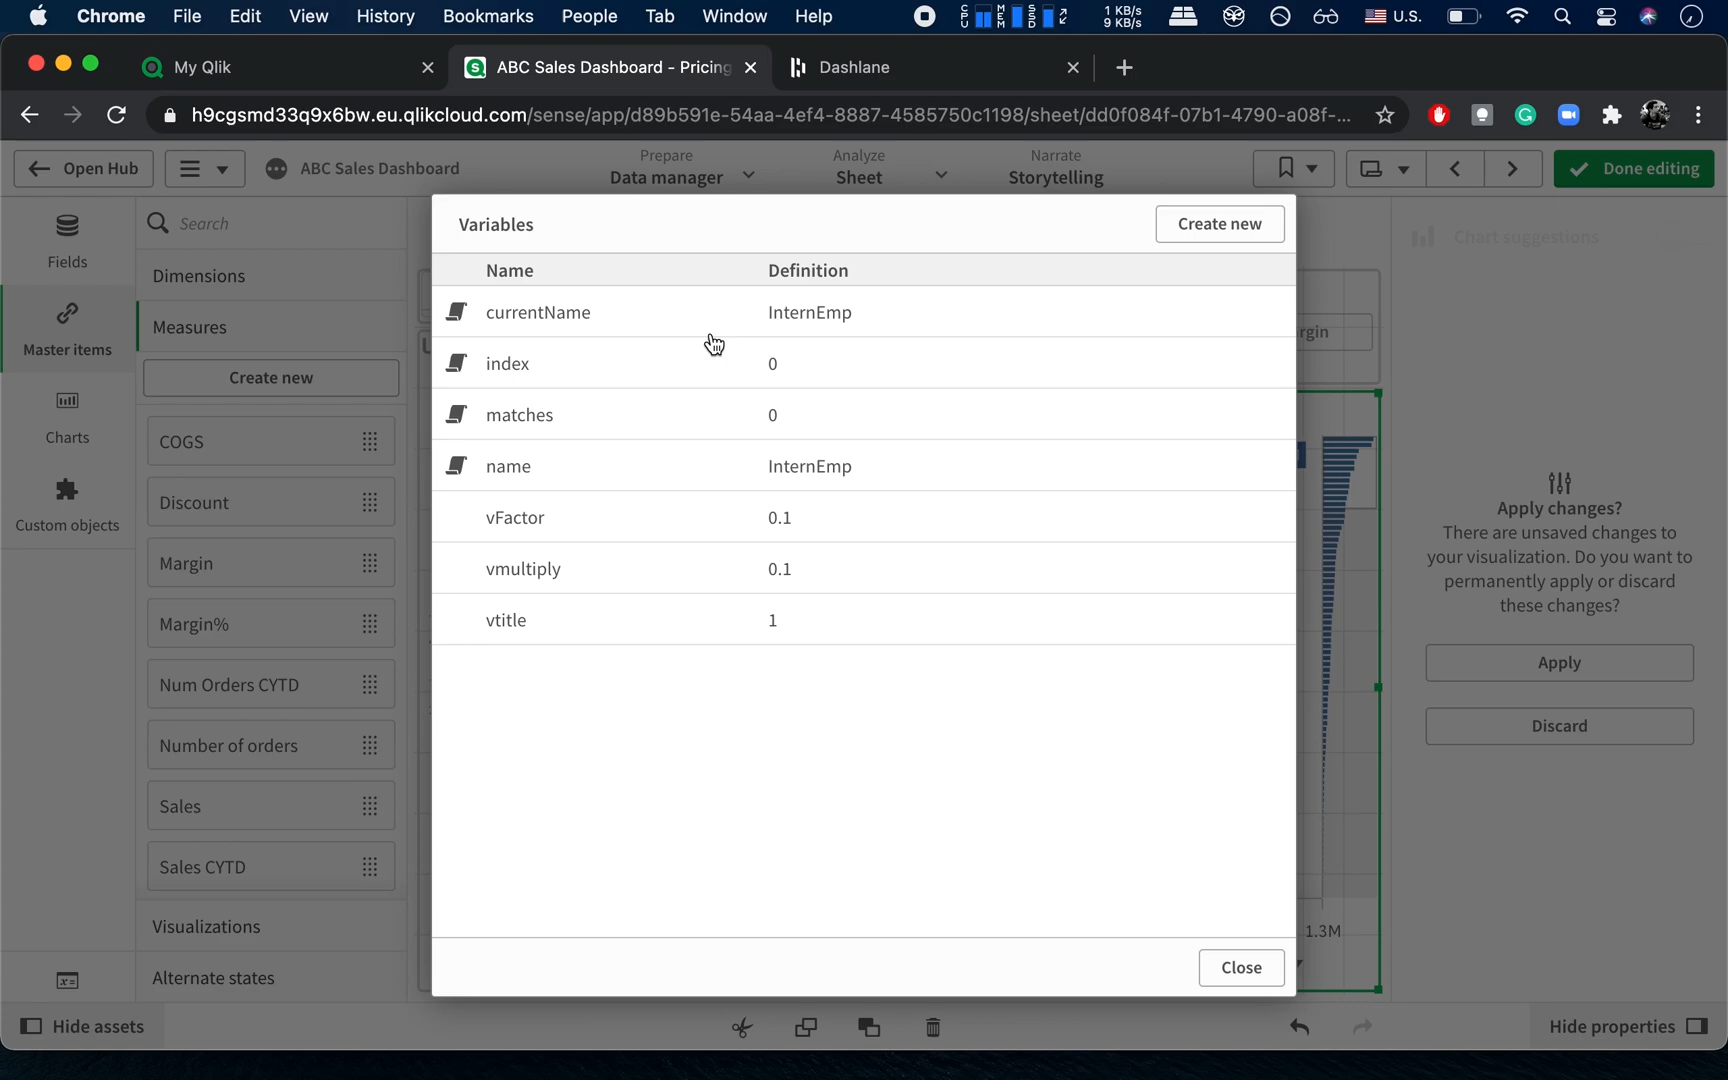 Chrome File Edit View History Bookmarks People Tab Window Help CPU MEM SSD 1 KB/s 9 KB/s U.S.
My Qlik ABC Sales Dashboard - Pricing Dashlane
h9cgsmd33q9x6bw.eu.qlikcloud.com/sense/app/d89b591e-54aa-4ef4-8887-4585750c1198/sheet/dd0f084f-07b1-4790-a08f-...
Open Hub ABC Sales Dashboard
Prepare
Data manager
Analyze
Sheet
Narrate
Storytelling
Done editing
Fields
Master items
Charts
Custom objects
Search
Dimensions
Measures
Create new
COGS
Discount
Margin
Margin%
Num Orders CYTD
Number of orders
Sales
Sales CYTD
Visualizations
Alternate states
Variables
Create new
Name Definition
currentName InternEmp
index 0
matches 0
name InternEmp
vFactor 0.1
vmultiply 0.1
vtitle 1
Close
rgin
1.3M
Chart suggestions
Apply changes?
There are unsaved changes to
your visualization. Do you want to
permanently apply or discard
these changes?
Apply
Discard
Hide assets
Hide properties